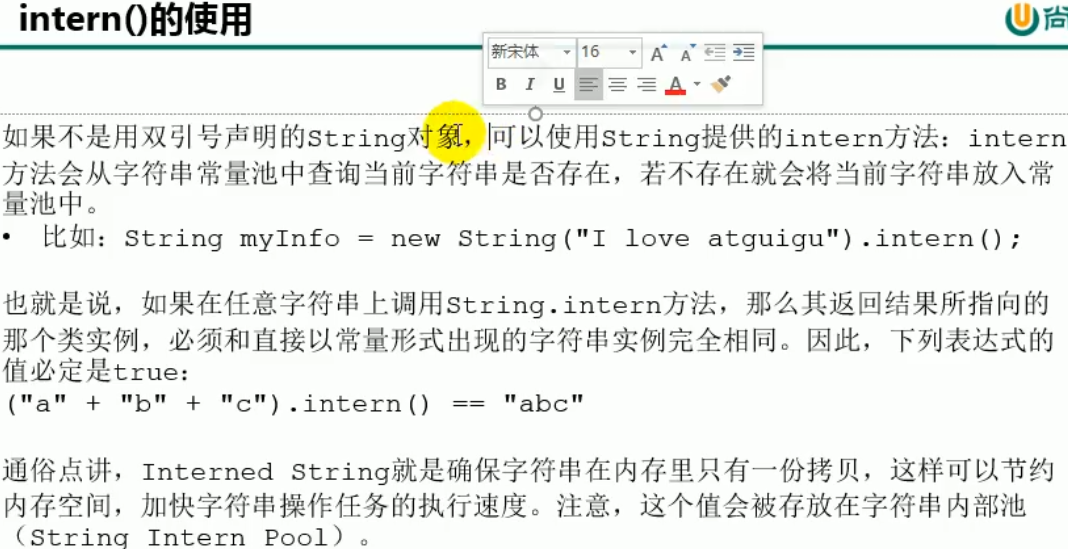 intern()的使用
尚
新宋体 16 A A
B I U A
如果不是用双引号声明的String对象，可以使用String提供的intern方法：intern
方法会从字符串常量池中查询当前字符串是否存在，若不存在就会将当前字符串放入常
量池中。
• 比如：String myInfo = new String("I love atguigu").intern();
也就是说，如果在任意字符串上调用String.intern方法，那么其返回结果所指向的
那个类实例，必须和直接以常量形式出现的字符串实例完全相同。因此，下列表达式的
值必定是true：
("a" + "b" + "c").intern() == "abc"
通俗点讲，Interned String就是确保字符串在内存里只有一份拷贝，这样可以节约
内存空间，加快字符串操作任务的执行速度。注意，这个值会被存放在字符串内部池
（String Intern Pool）。